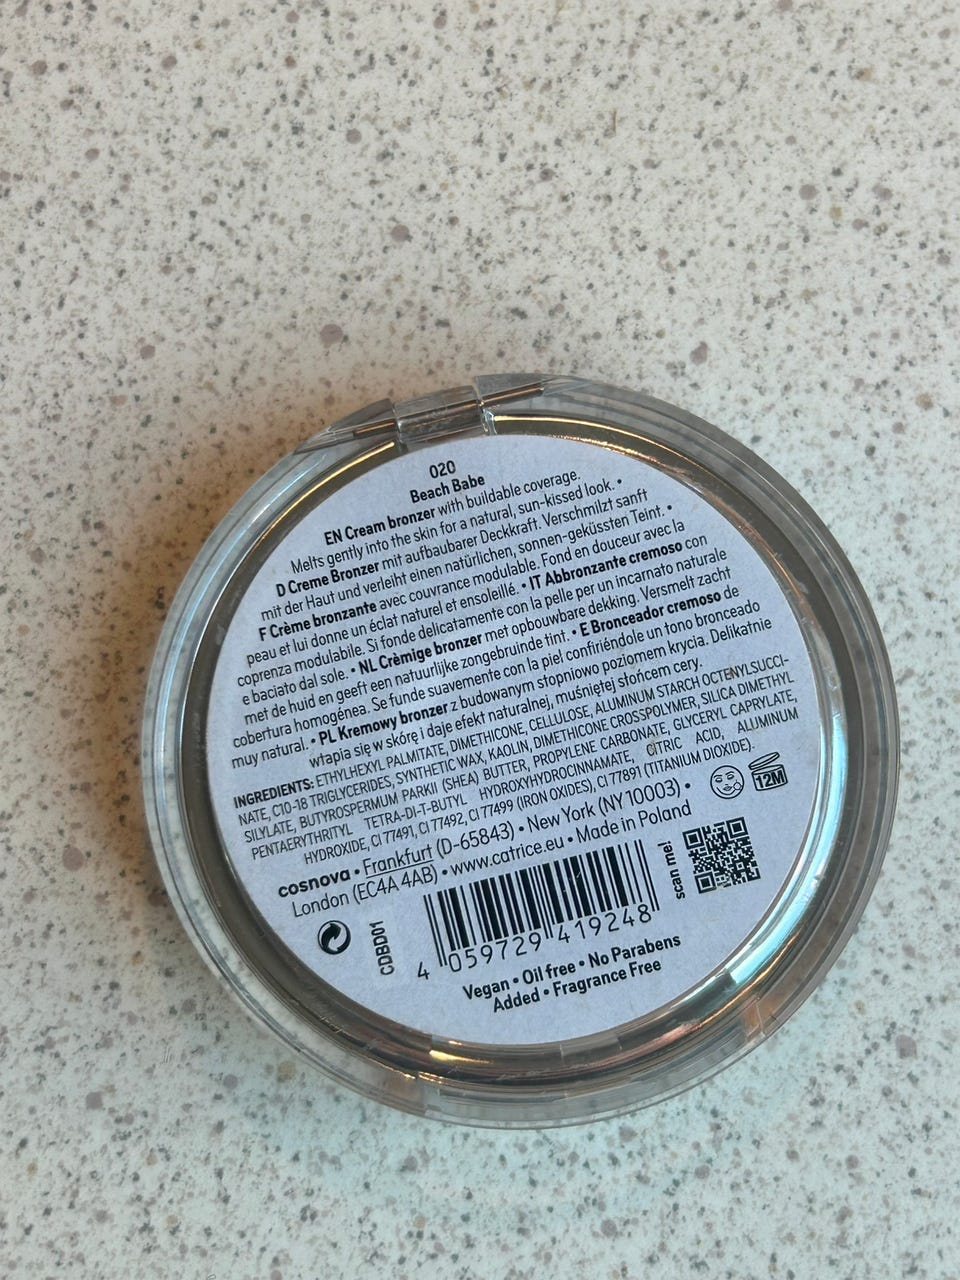 020
Beach Babe
EN Cream bronzer with buildable coverage.
Melts gently into the skin for a natural, sun-kissed look. •
D Creme Bronzer mit aufbaubarer Deckkraft. Verschmilzt sanft
mit der Haut und verleiht einen natürlichen, sonnen-geküssten Teint. •
F Crème bronzante avec couvrance modulable. Fond en douceur avec la
peau et lui donne un éclat naturel et ensoleillé. • IT Abbronzante cremoso con
coprenza modulabile. Si fonde delicatamente con la pelle per un incarnato naturale
e baciato dal sole. • NL Crèmige bronzer met opbouwbare dekking. Versmelt zacht
met de huid en geeft een natuurlijke zongebruinde tint. • E Bronceador cremoso de
cobertura homogénea. Se funde suavemente con la piel confiriéndole un tono bronceado
muy natural. • PL Kremowy bronzer z budowanym stopniowo poziomem krycia. Delikatnie
wtapia się w skórę i daje efekt naturalnej, muśniętej słońcem cery.
INGREDIENTS: ETHYLHEXYL PALMITATE, DIMETHICONE, CELLULOSE, ALUMINUM STARCH OCTENYLSUCCI-
NATE, C10-18 TRIGLYCERIDES, SYNTHETIC WAX, KAOLIN, DIMETHICONE CROSSPOLYMER, SILICA DIMETHYL
SILYLATE, BUTYROSPERMUM PARKII (SHEA) BUTTER, PROPYLENE CARBONATE, GLYCERYL CAPRYLATE,
PENTAERYTHRITYL TETRA-DI-T-BUTYL HYDROXYHYDROCINNAMATE, CITRIC ACID, ALUMINUM
HYDROXIDE, CI 77491, CI 77492, CI 77499 (IRON OXIDES), CI 77891 (TITANIUM DIOXIDE).
12M
cosnova • Frankfurt (D-65843) • New York (NY 10003) •
London (EC4A 4AB) • www.catrice.eu • Made in Poland
scan me!
CDBD01
4 059729 419248
Vegan • Oil free • No Parabens
Added • Fragrance Free